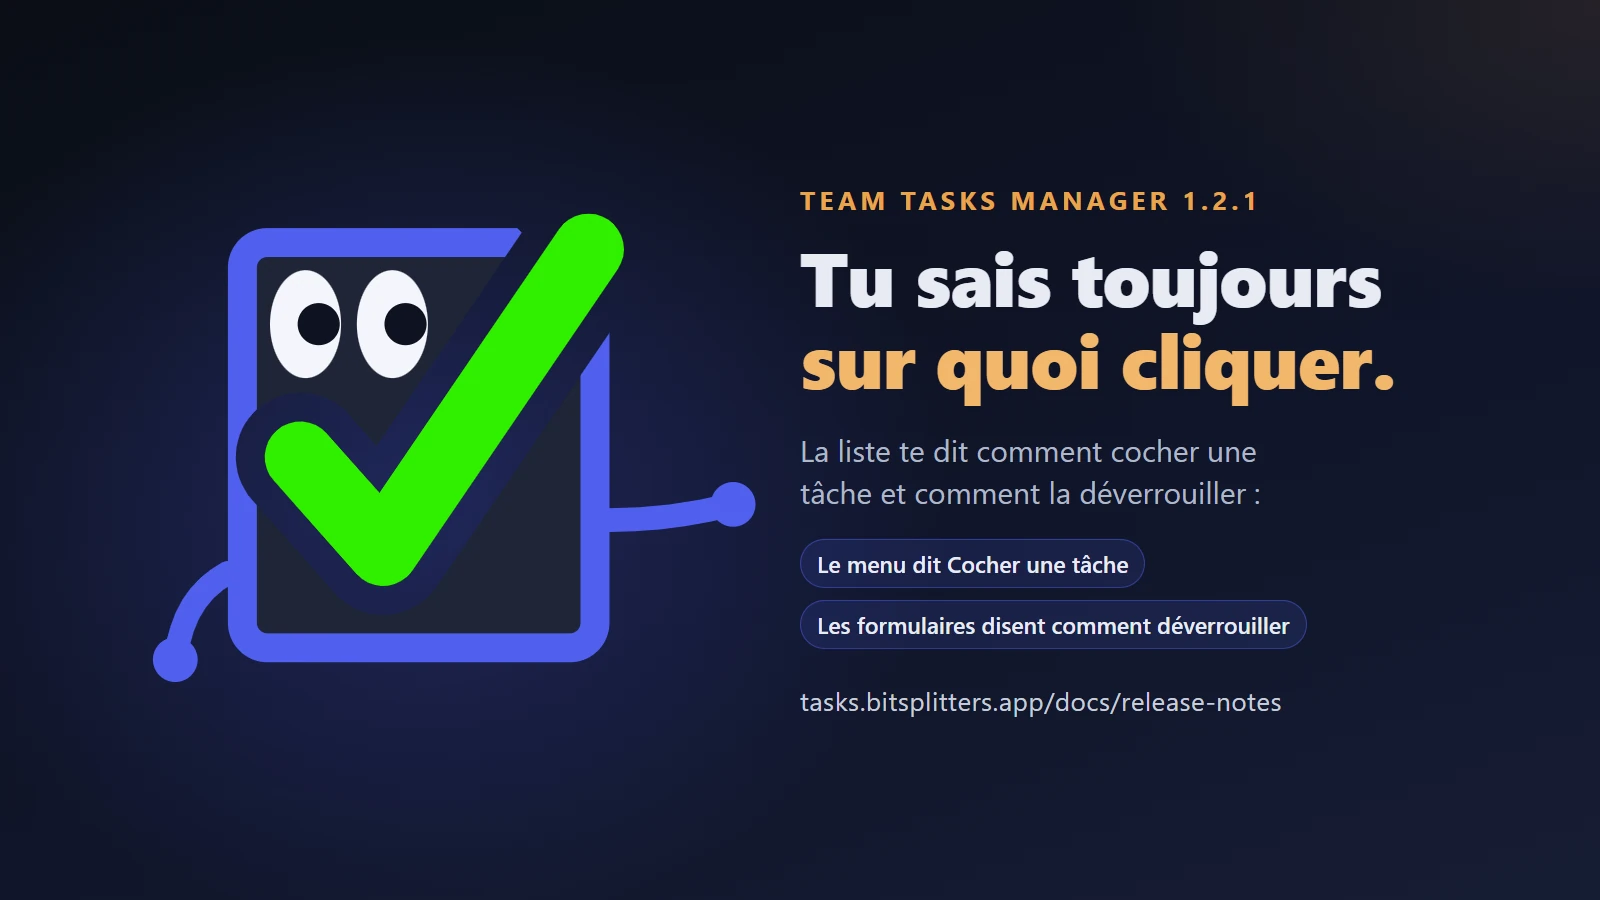 TEAM TASKS MANAGER 1.2.1
Tu sais toujours
sur quoi cliquer.
La liste te dit comment cocher une
tâche et comment la déverrouiller :
Le menu dit Cocher une tâche
Les formulaires disent comment déverrouiller
tasks.bitsplitters.app/docs/release-notes